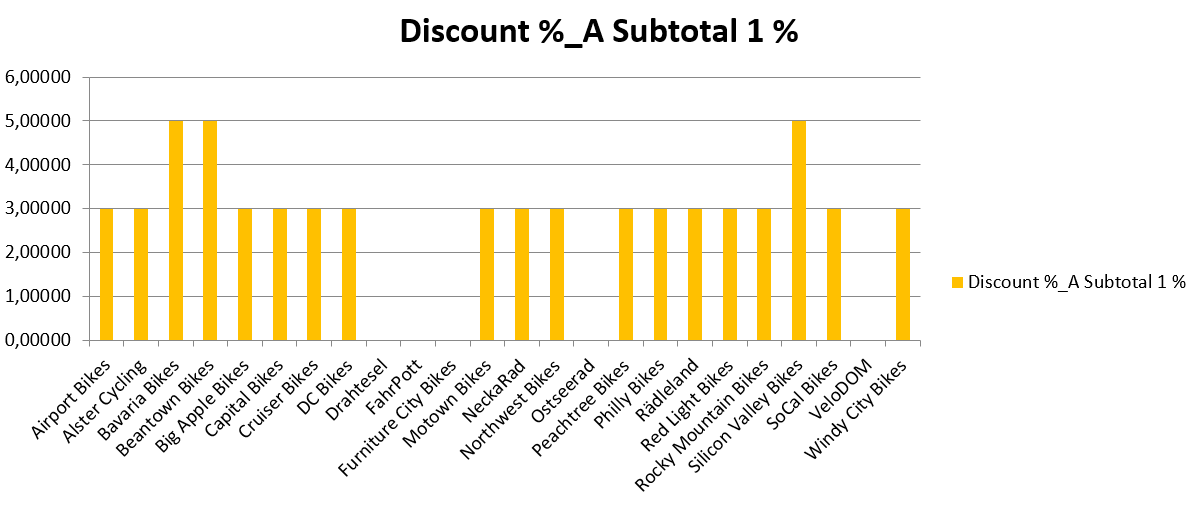 Discount %_A Subtotal 1 %
6,00000
5,00000
4,00000
3,00000
2,00000
1,00000
0,00000
Airport Bikes
Alster Cycling
Bavaria Bikes
Beantown Bikes
Big Apple Bikes
Capital Bikes
Cruiser Bikes
DC Bikes
Drahtesel
FahrPott
Furniture City Bikes
Motown Bikes
NeckaRad
Northwest Bikes
Ostseerad
Peachtree Bikes
Philly Bikes
Rädleland
Red Light Bikes
Rocky Mountain Bikes
Silicon Valley Bikes
SoCal Bikes
VeloDOM
Windy City Bikes
Discount %_A Subtotal 1 %